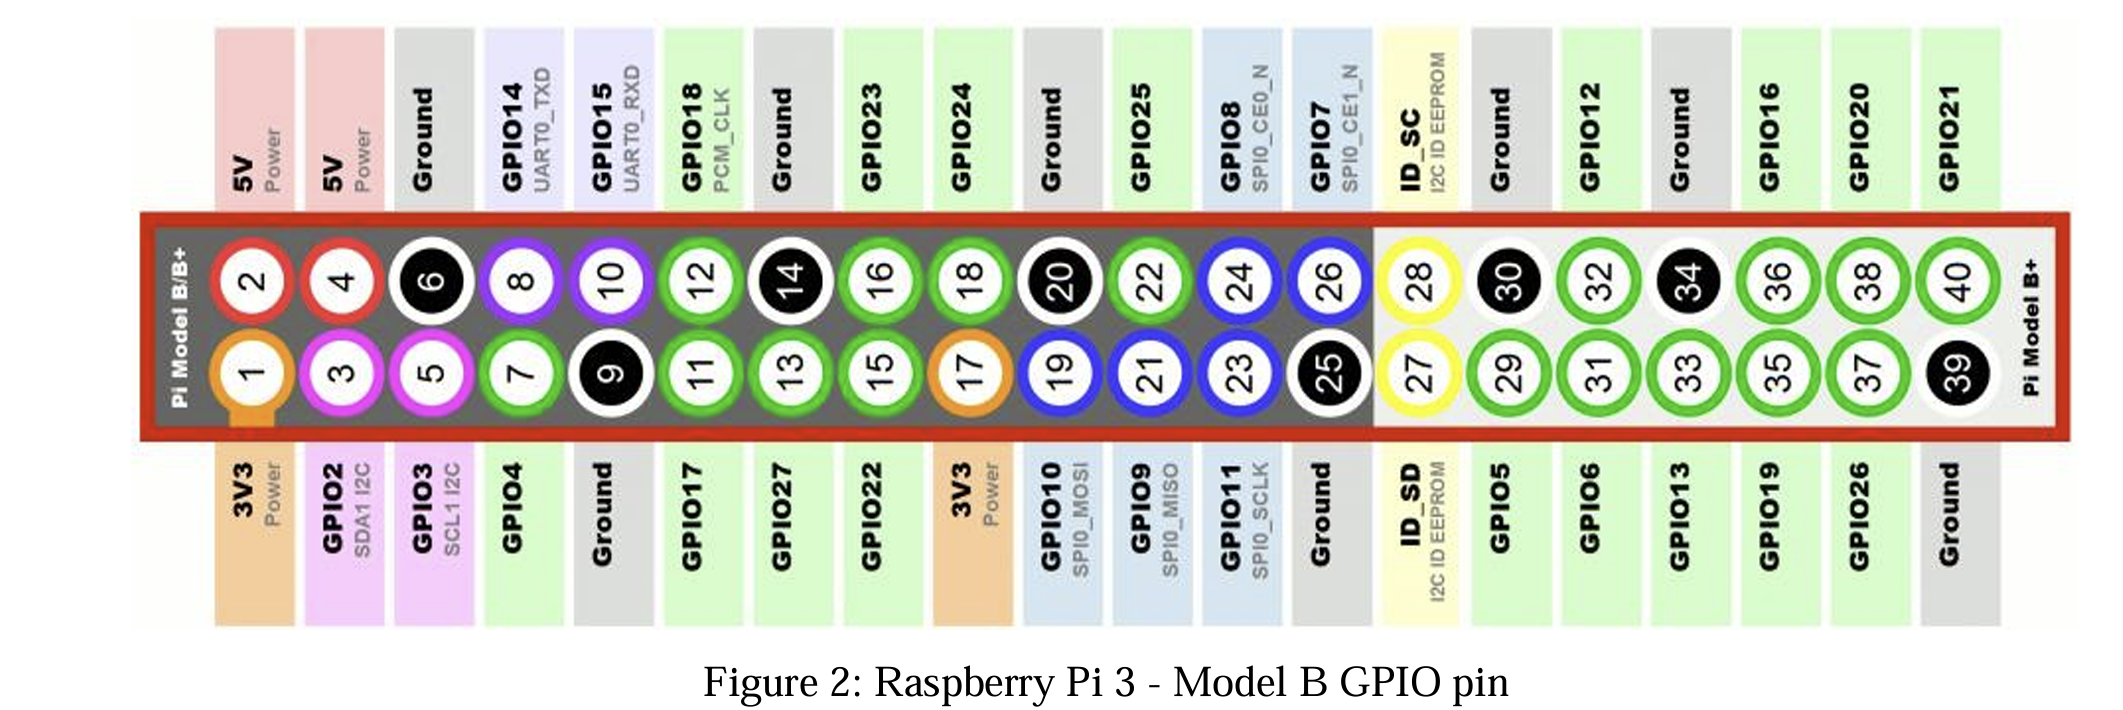 5V
Power
5V
Power
Ground
GPIO14
UART0_TXD
GPIO15
UART0_RXD
GPIO18
PCM_CLK
Ground
GPIO23
GPIO24
Ground
GPIO25
GPIO8
SPI0_CE0_N
GPIO7
SPI0_CE1_N
ID_SC
I2C ID EEPROM
Ground
GPIO12
Ground
GPIO16
GPIO20
GPIO21
Pi Model B/B+
2 4 6 8 10 12 14 16 18 20 22 24 26 28 30 32 34 36 38 40
1 3 5 7 9 11 13 15 17 19 21 23 25 27 29 31 33 35 37 39
Pi Model B+
3V3
Power
GPIO2
SDA1 I2C
GPIO3
SCL1 I2C
GPIO4
Ground
GPIO17
GPIO27
GPIO22
3V3
Power
GPIO10
SPI0_MOSI
GPIO9
SPI0_MISO
GPIO11
SPI0_SCLK
Ground
ID_SD
I2C ID EEPROM
GPIO5
GPIO6
GPIO13
GPIO19
GPIO26
Ground
Figure 2: Raspberry Pi 3 - Model B GPIO pin